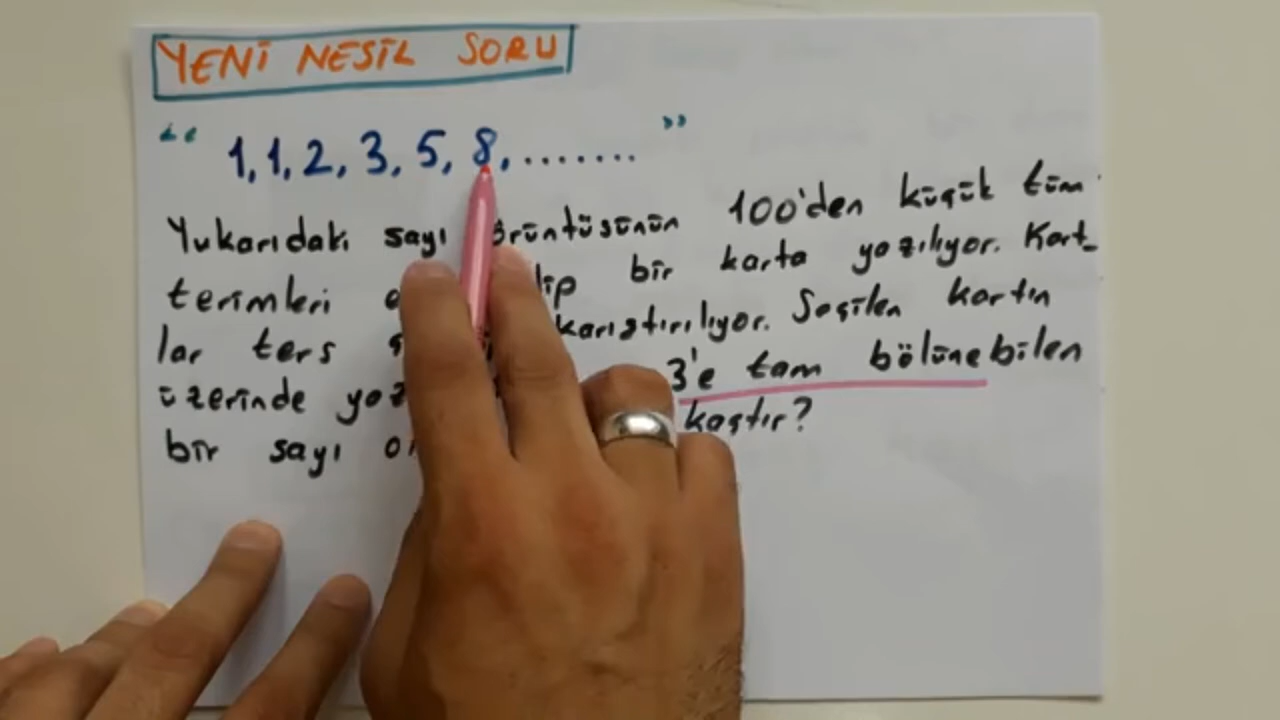 YENİ NESİL SORU
“ 1, 1, 2, 3, 5, 8, ........ ”
Yukarıdaki sayı örüntüsünün 100'den küçük tüm
terimleri bir karta yazılıyor. Kart-
lar ters karıştırılıyor. Seçilen kartın
üzerinde 3'e tam bölünebilen
bir sayı kaçtır?